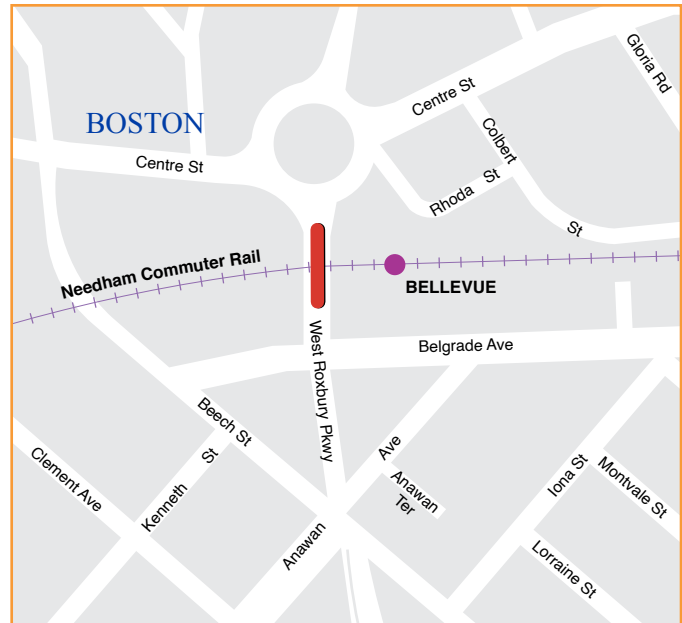 Gloria Rd
Centre St
BOSTON
Colbert
St
Centre St
Rhoda St
Needham Commuter Rail
BELLEVUE
West Roxbury Pkwy
Belgrade Ave
Beech St
Kenneth St
Clement Ave
Anawan Ave
Anawan
Ter
Iona St
Montvale St
Lorraine St